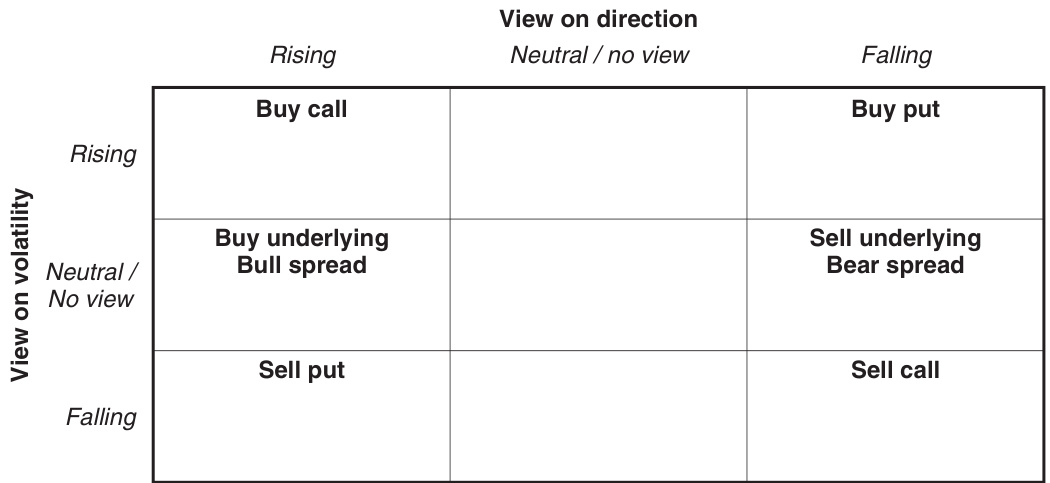 View on direction
Rising
Neutral / no view
Falling
View on volatility
Rising
Buy call
Buy put
Neutral /
No view
Buy underlying
Bull spread
Sell underlying
Bear spread
Falling
Sell put
Sell call